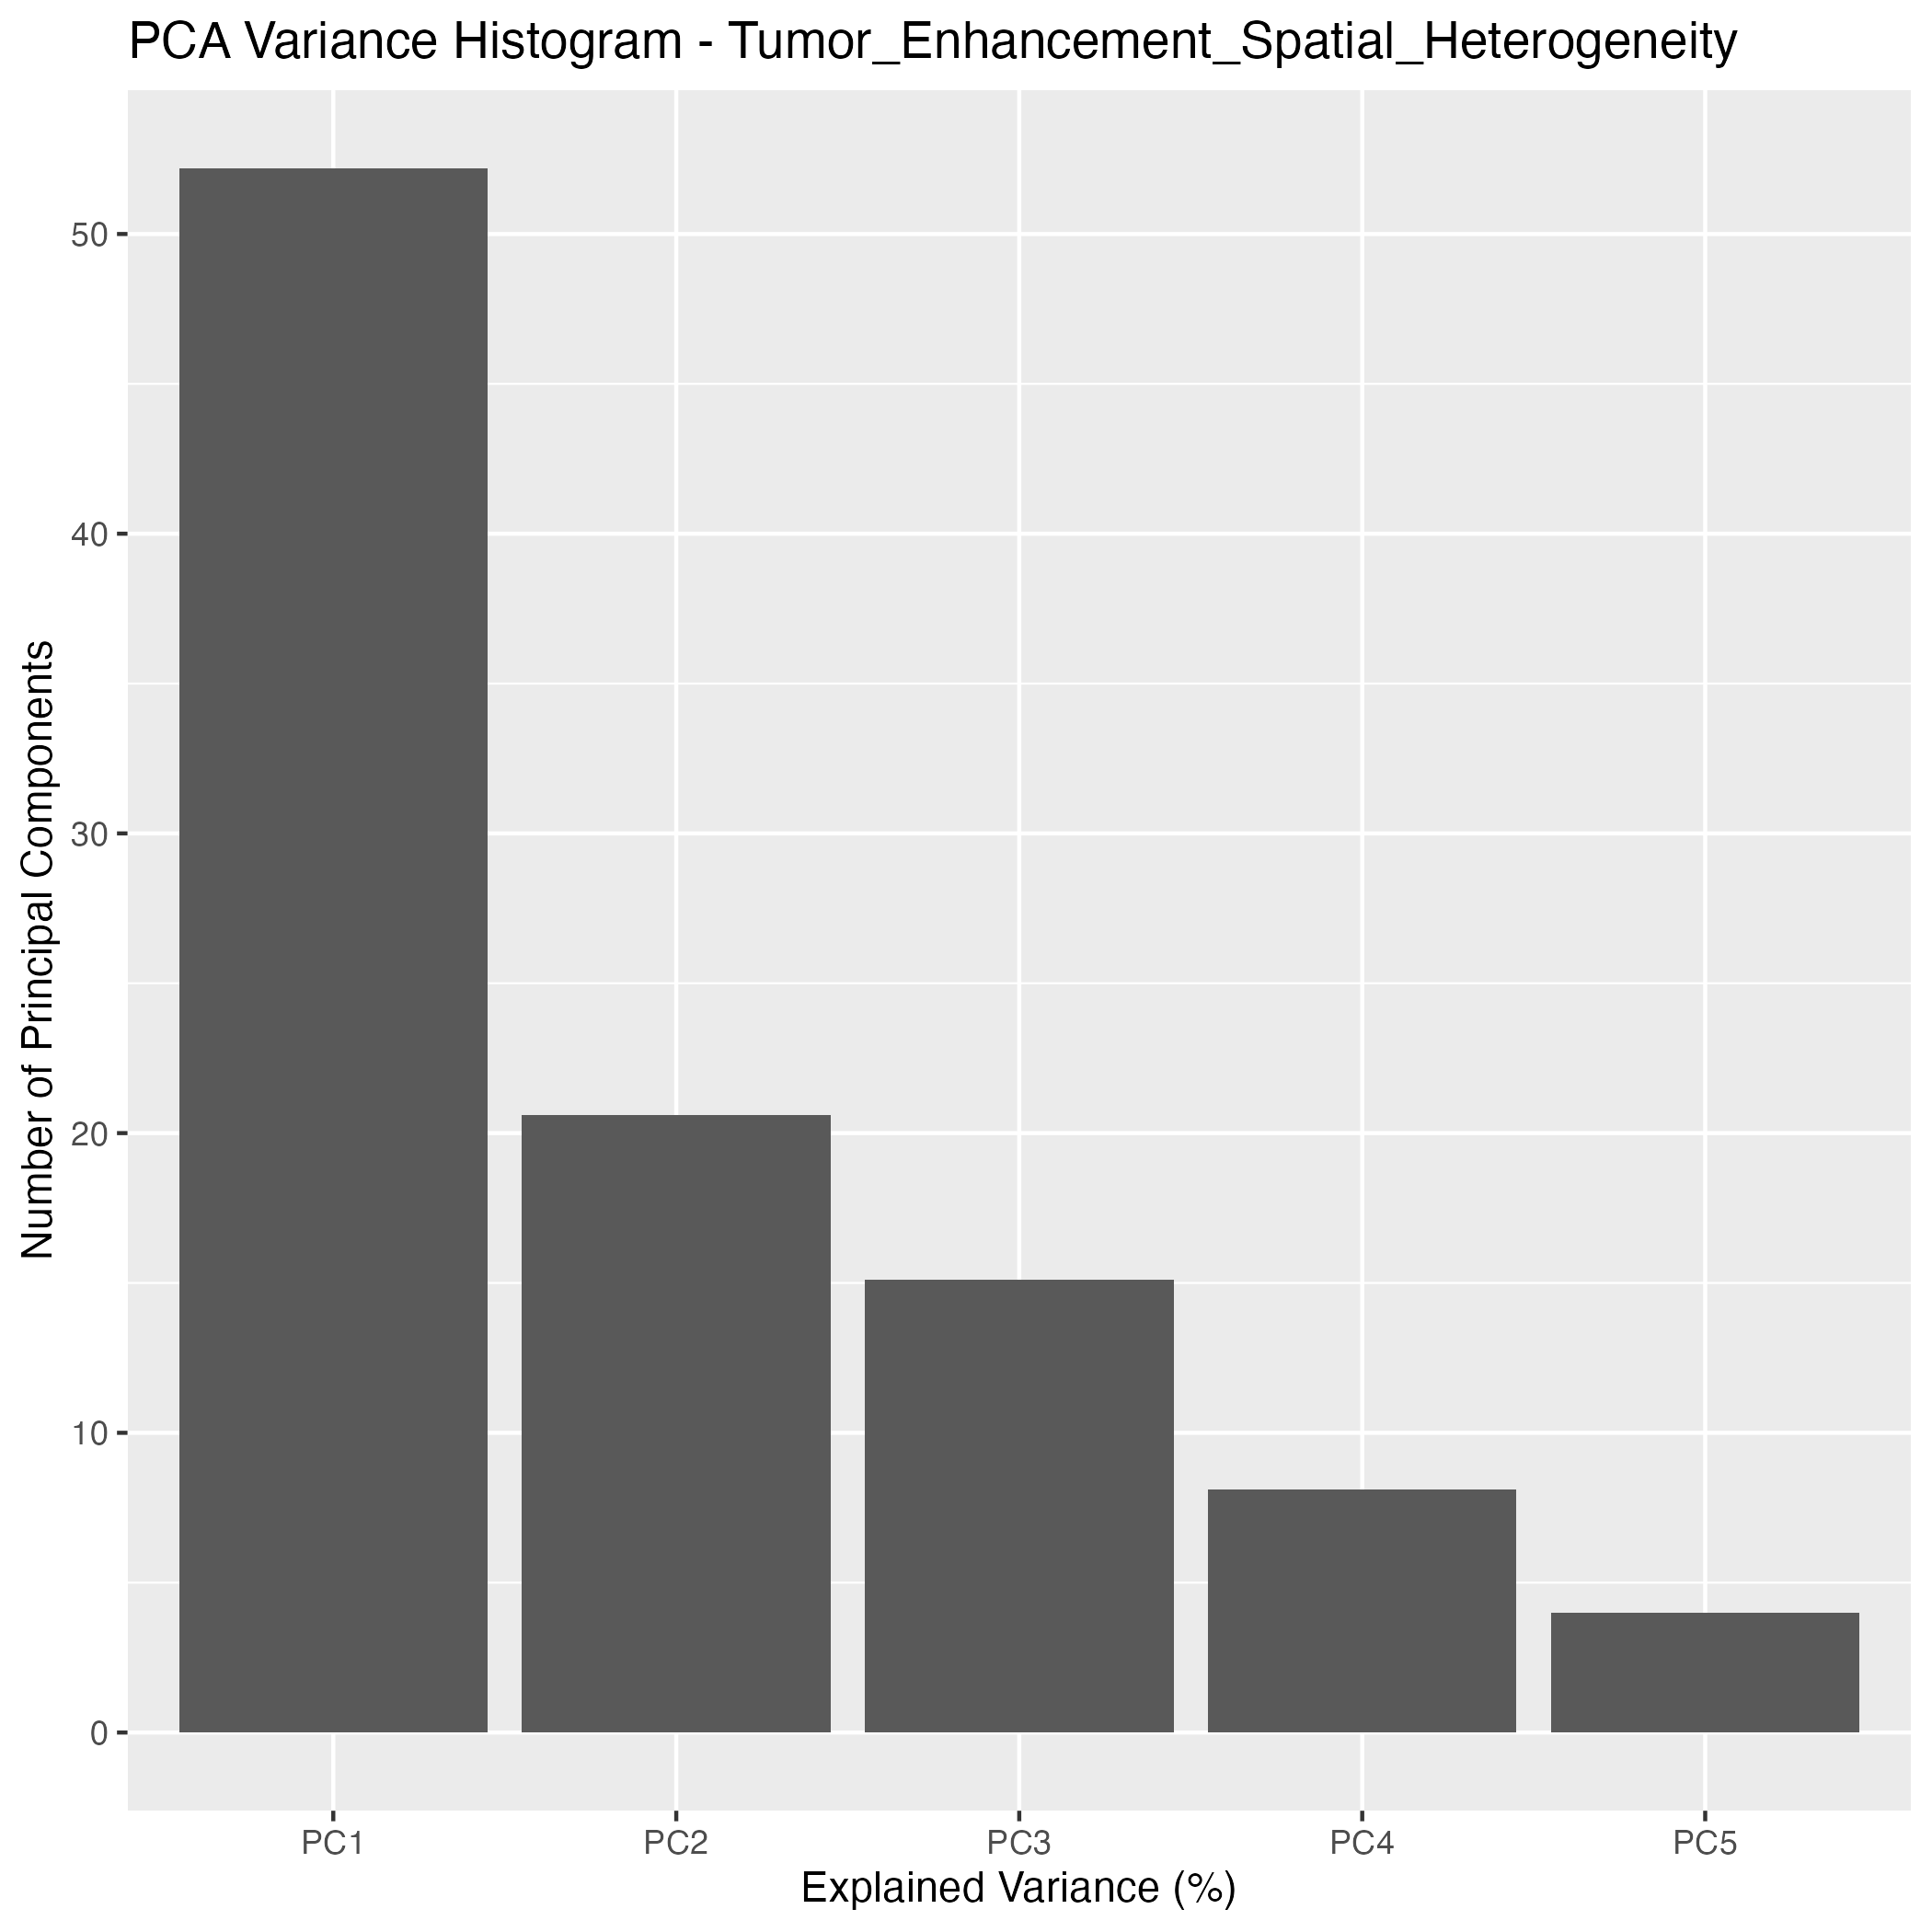 PCA Variance Histogram - Tumor_Enhancement_Spatial_Heterogeneity
Number of Principal Components
50
40
30
20
10
0
PC1 PC2 PC3 PC4 PC5
Explained Variance (%)